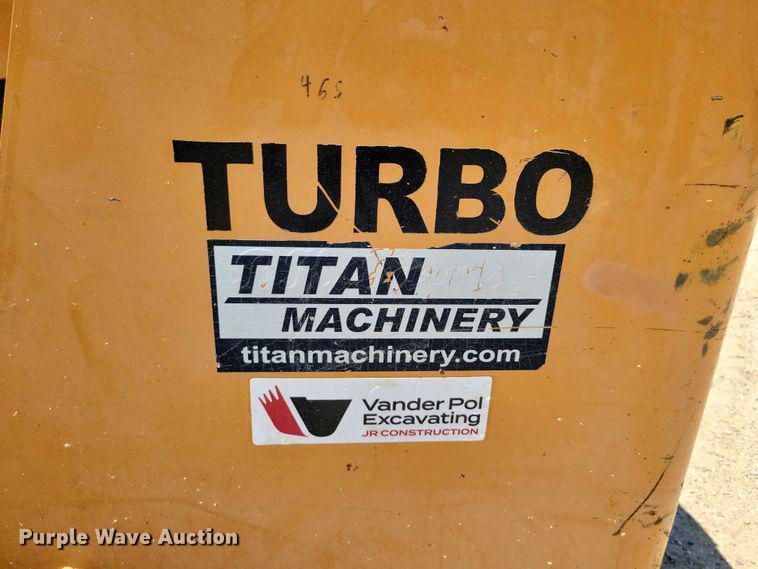 465
TURBO
TITAN
MACHINERY
titanmachinery.com
Vander Pol
Excavating
JR CONSTRUCTION
Purple Wave Auction